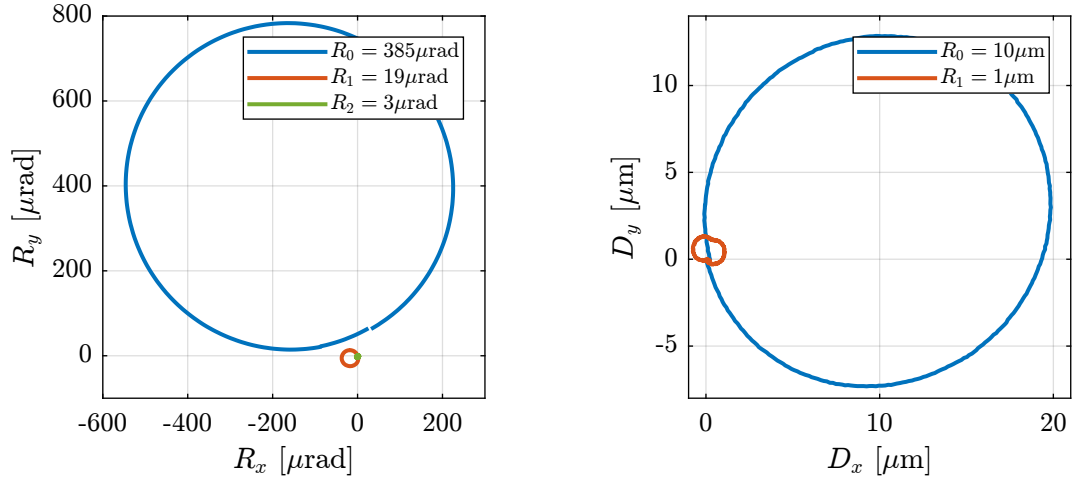 800
600
400
200
0
-600
-400
-200
0
200
R_x [μrad]
R_y [μrad]
R_0 = 385μrad
R_1 = 19μrad
R_2 = 3μrad
10
5
0
-5
0
10
20
D_x [μm]
D_y [μm]
R_0 = 10μm
R_1 = 1μm